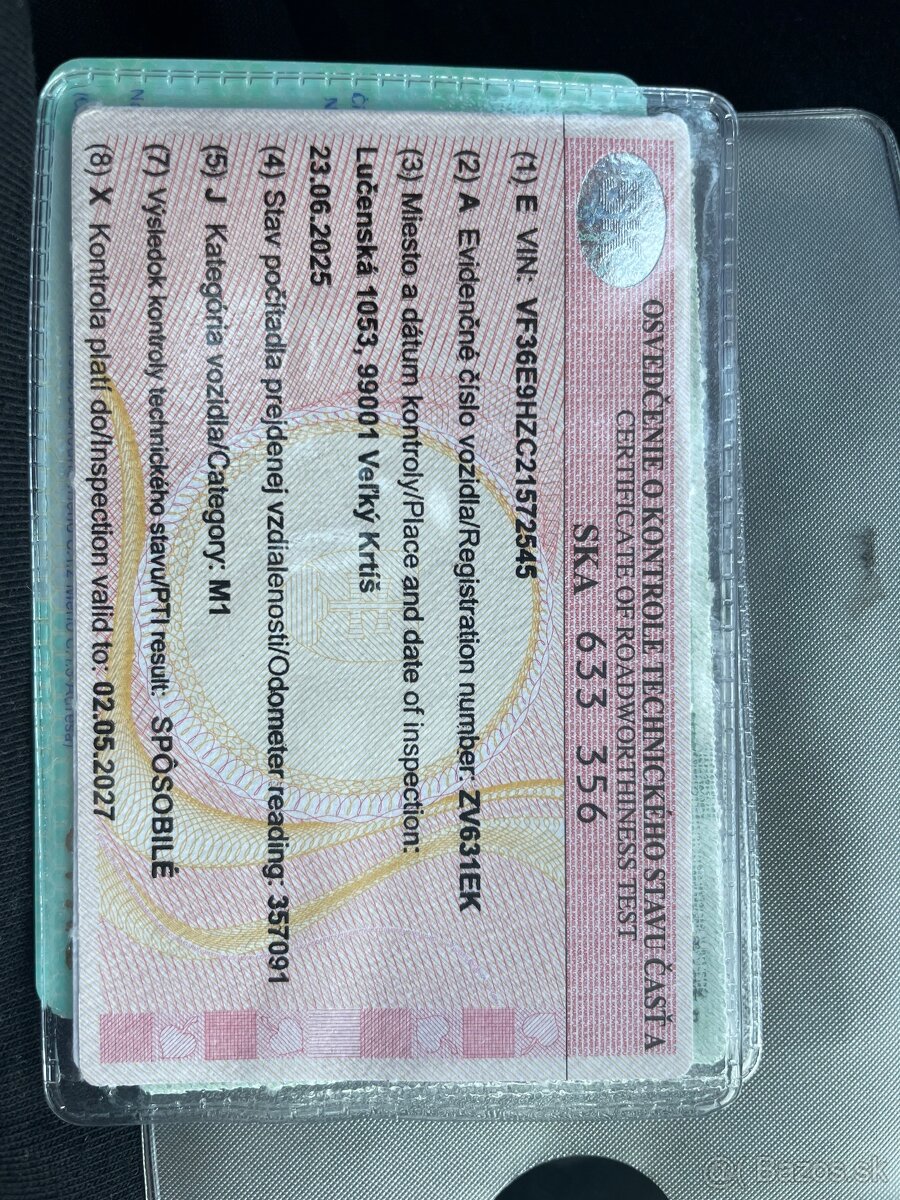 OSVEDČENIE O KONTROLE TECHNICKÉHO STAVU ČASŤ A
CERTIFICATE OF ROADWORTHINESS TEST
SKA 633 356
(1) E VIN: VF36E9HZC21572545
(2) A Evidenčné číslo vozidla/Registration number: ZV631EK
(3) Miesto a dátum kontroly/Place and date of inspection:
Lučenská 1053, 99001 Veľký Krtíš
23.06.2025
(4) Stav počítadla prejdenej vzdialenosti/Odometer reading: 357091
(5) J Kategória vozidla/Category: M1
(7) Výsledok kontroly technického stavu/PTI result: SPÔSOBILÉ
(8) X Kontrola platí do/Inspection valid to: 02.05.2027
Bazos.sk